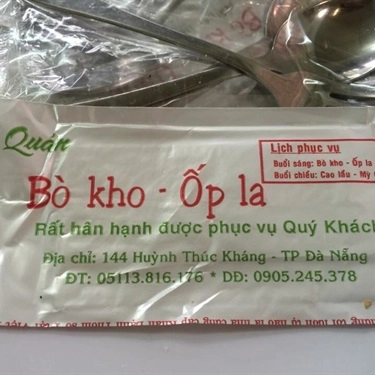 Quán
Lịch phục vụ
Buổi sáng: Bò kho - Ốp la
Buổi chiều: Cao lầu - Mỳ
Bò kho - Ốp la
Rất hân hạnh được phục vụ Quý Khách
Địa chỉ: 144 Huỳnh Thúc Kháng - TP Đà Nẵng
ĐT: 05113.816.176 * DĐ: 0905.245.378